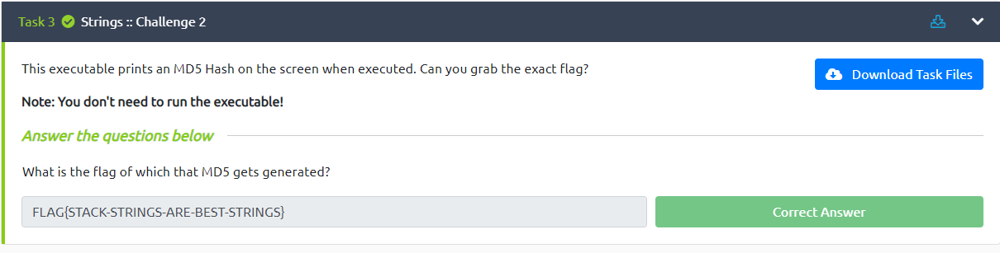 Task 3 Strings :: Challenge 2
This executable prints an MD5 Hash on the screen when executed. Can you grab the exact flag?
Download Task Files
Note: You don't need to run the executable!
Answer the questions below
What is the flag of which that MD5 gets generated?
FLAG{STACK-STRINGS-ARE-BEST-STRINGS}
Correct Answer